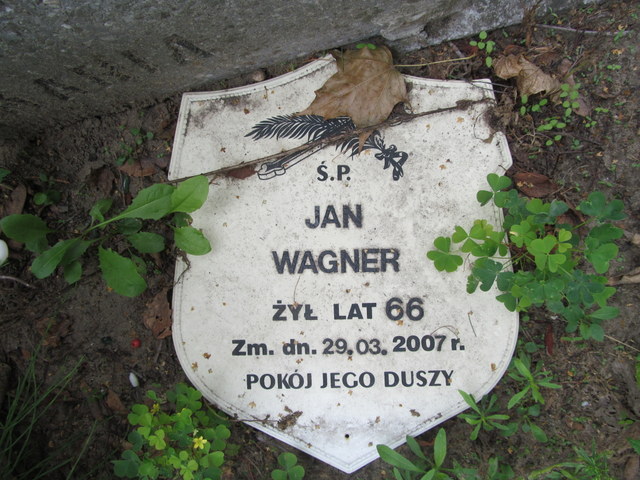 Ś.P.
JAN
WAGNER
ŻYŁ LAT 66
Zm. dn. 29.03. 2007 r.
POKÓJ JEGO DUSZY